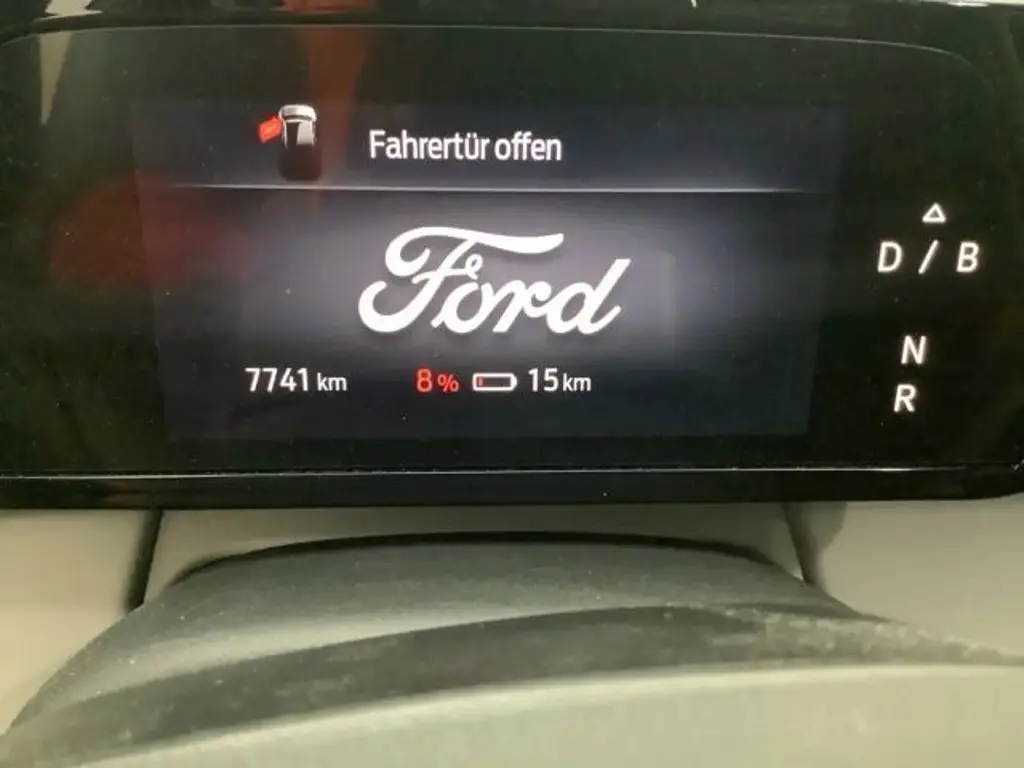 Fahrertür offen
Ford
7741 km 8% 15 km
D / B
N
R